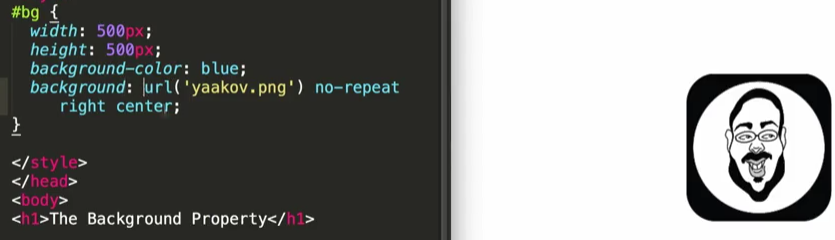 #bg {
width: 500px;
height: 500px;
background-color: blue;
background: url('yaakov.png') no-repeat
right center;
}
</style>
</head>
<body>
<h1>The Background Property</h1>